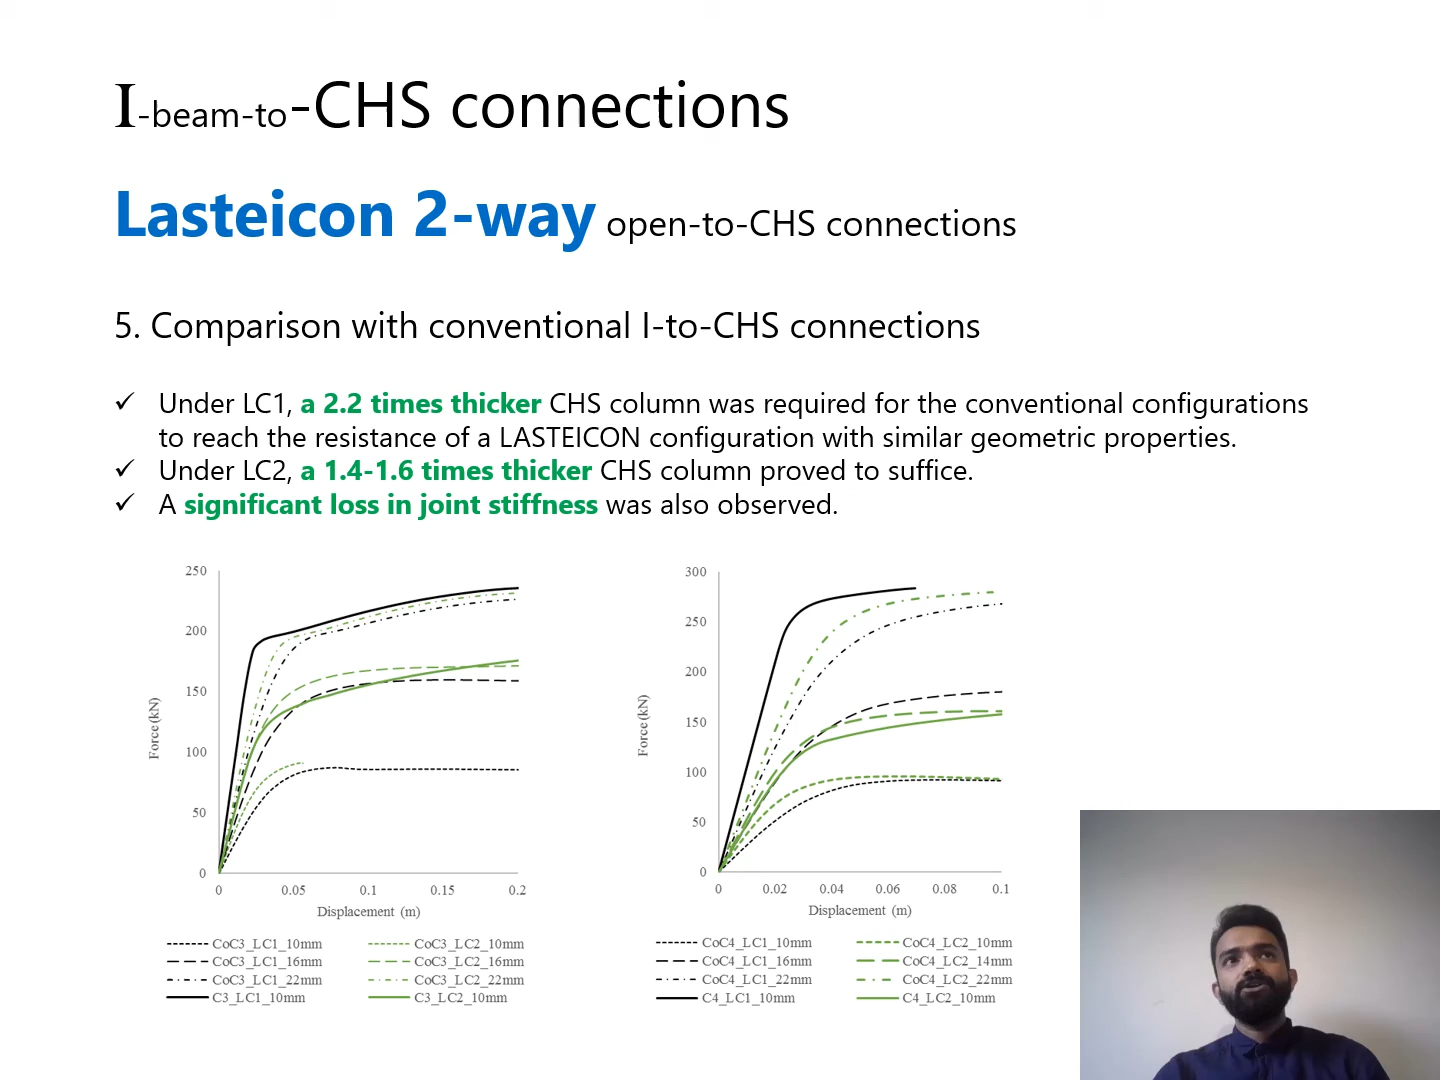 I-beam-to-CHS connections
Lasteicon 2-way open-to-CHS connections
5. Comparison with conventional I-to-CHS connections
✓ Under LC1, a 2.2 times thicker CHS column was required for the conventional configurations
to reach the resistance of a LASTEICON configuration with similar geometric properties.
✓ Under LC2, a 1.4-1.6 times thicker CHS column proved to suffice.
✓ A significant loss in joint stiffness was also observed.
250
200
150
100
50
0
Force (kN)
0 0.05 0.1 0.15 0.2
Displacement (m)
CoC3_LC1_10mm CoC3_LC2_10mm
CoC3_LC1_16mm CoC3_LC2_16mm
CoC3_LC1_22mm CoC3_LC2_22mm
C3_LC1_10mm C3_LC2_10mm
300
250
200
150
100
50
0
Force (kN)
0 0.02 0.04 0.06 0.08 0.1
Displacement (m)
CoC4_LC1_10mm CoC4_LC2_10mm
CoC4_LC1_16mm CoC4_LC2_14mm
CoC4_LC1_22mm CoC4_LC2_22mm
C4_LC1_10mm C4_LC2_10mm